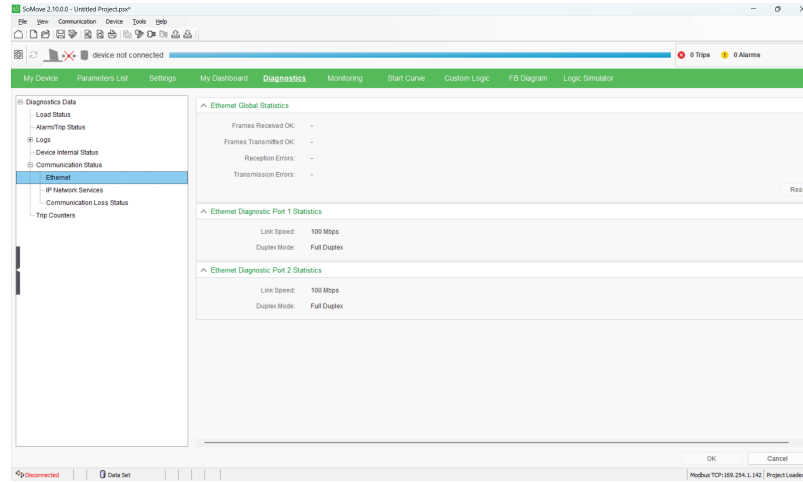 SoMove 2.10.0.0 - Untitled Project.psx*
File View Communication Device Tools Help
device not connected
0 Trips 0 Alarms
My Device Parameters List Settings My Dashboard Diagnostics Monitoring Start Curve Custom Logic FB Diagram Logic Simulator
Diagnostics Data
Load Status
Alarm/Trip Status
Logs
Device Internal Status
Communication Status
Ethernet
IP Network Services
Communication Loss Status
Trip Counters
Ethernet Global Statistics
Frames Received OK: -
Frames Transmitted OK: -
Reception Errors: -
Transmission Errors: -
Res
Ethernet Diagnostic Port 1 Statistics
Link Speed: 100 Mbps
Duplex Mode: Full Duplex
Ethernet Diagnostic Port 2 Statistics
Link Speed: 100 Mbps
Duplex Mode: Full Duplex
OK Cancel
Disconnected Data Set Modbus TCP:169.254.1.142 Project Loade